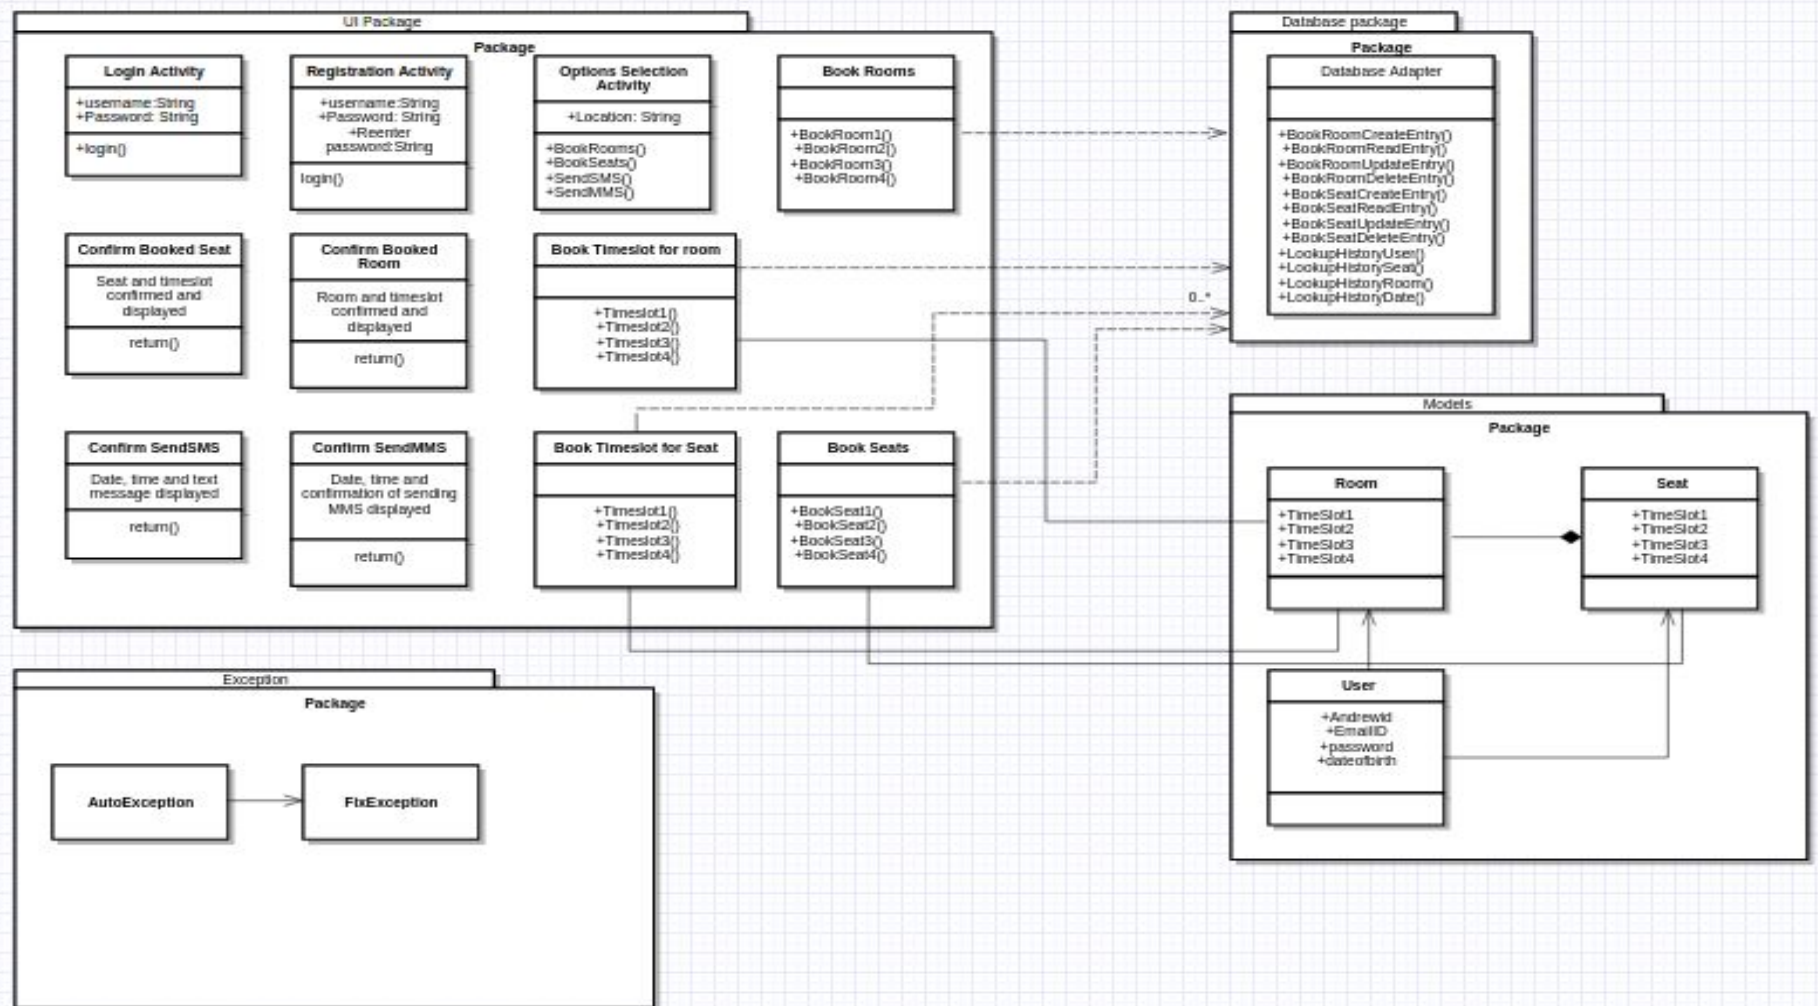 UI Package
Package
Login Activity
+username:String
+Password: String
+login()
Registration Activity
+username:String
+Password: String
+Reenter
password:String
login()
Options Selection
Activity
+Location: String
+BookRooms()
+BookSeats()
+SendSMS()
+SendMMS()
Book Rooms
+BookRoom1()
+BookRoom2()
+BookRoom3()
+BookRoom4()
Confirm Booked Seat
Seat and timeslot
confirmed and
displayed
return()
Confirm Booked
Room
Room and timeslot
confirmed and
displayed
return()
Book Timeslot for room
+Timeslot1()
+Timeslot2()
+Timeslot3()
+Timeslot4()
Confirm SendSMS
Date, time and text
message displayed
return()
Confirm SendMMS
Date, time and
confirmation of sending
MMS displayed
return()
Book Timeslot for Seat
+Timeslot1()
+Timeslot2()
+Timeslot3()
+Timeslot4()
Book Seats
+BookSeat1()
+BookSeat2()
+BookSeat3()
+BookSeat4()
Database package
Package
Database Adapter
+BookRoomCreateEntry()
+BookRoomReadEntry()
+BookRoomUpdateEntry()
+BookRoomDeleteEntry()
+BookSeatCreateEntry()
+BookSeatReadEntry()
+BookSeatUpdateEntry()
+BookSeatDeleteEntry()
+LookupHistoryUser()
+LookupHistorySeat()
+LookupHistoryRoom()
+LookupHistoryDate()
0..*
Models
Package
Room
+TimeSlot1
+TimeSlot2
+TimeSlot3
+TimeSlot4
Seat
+TimeSlot1
+TimeSlot2
+TimeSlot3
+TimeSlot4
User
+Andrewid
+EmailID
+password
+dateofbirth
Exception
Package
AutoException
FixException